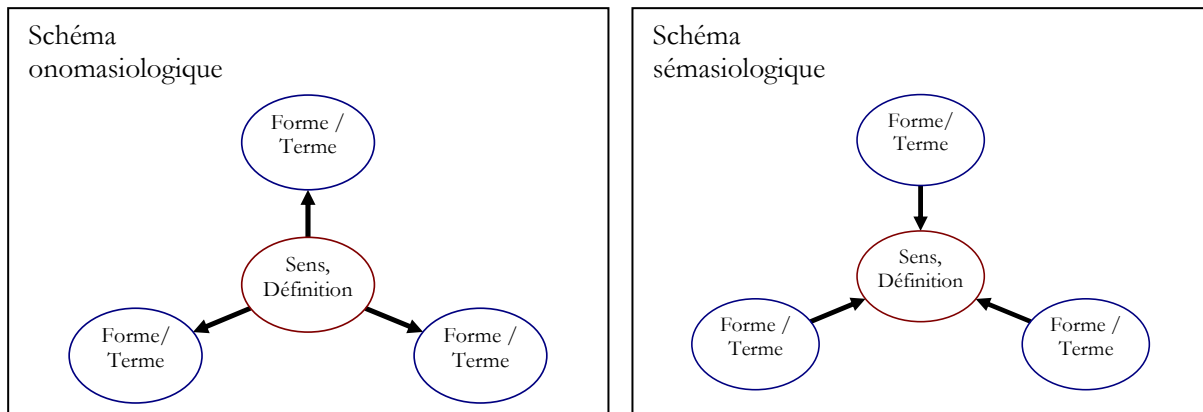 Schéma
onomasiologique
Forme /
Terme
Sens,
Définition
Forme/
Terme
Forme /
Terme
Schéma
sémasiologique
Forme/
Terme
Sens,
Définition
Forme /
Terme
Forme /
Terme